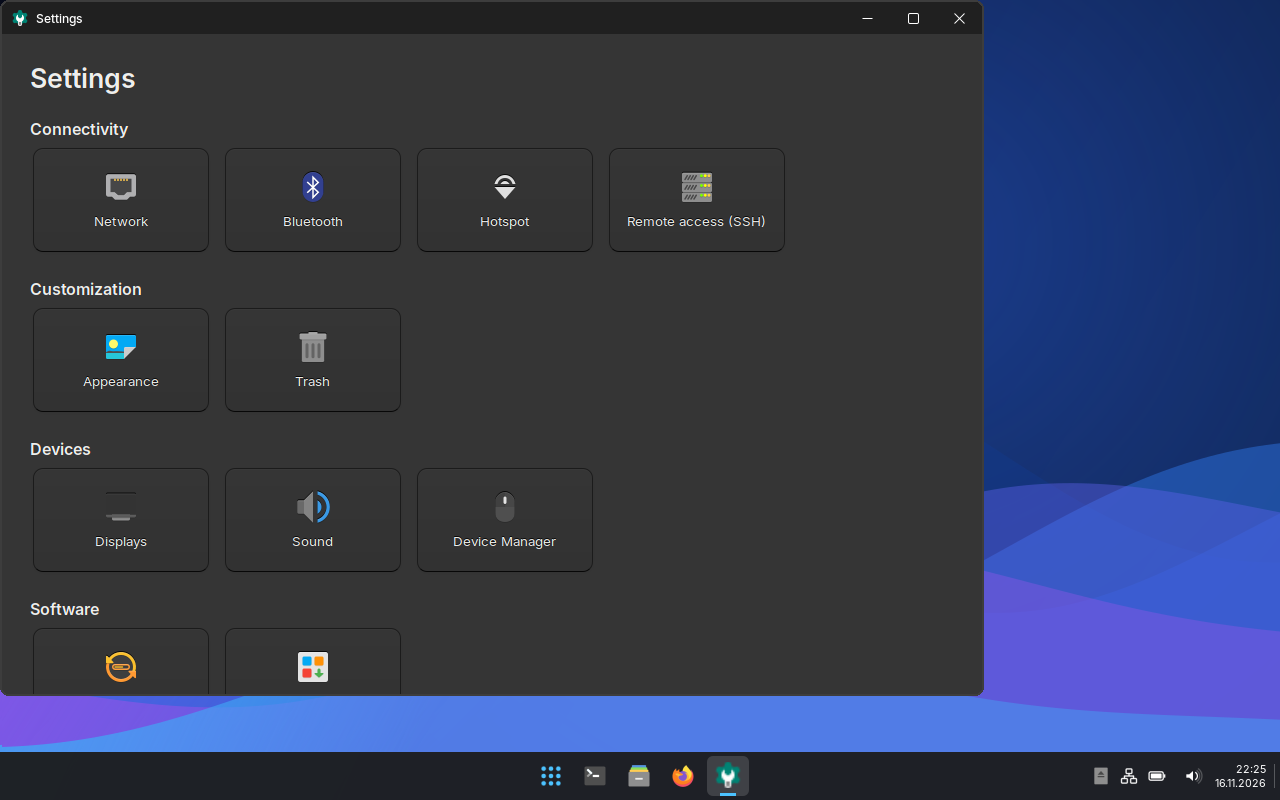 Settings
Settings
Connectivity
Network
Bluetooth
Hotspot
Remote access (SSH)
Customization
Appearance
Trash
Devices
Displays
Sound
Device Manager
Software
22:25
16.11.2026